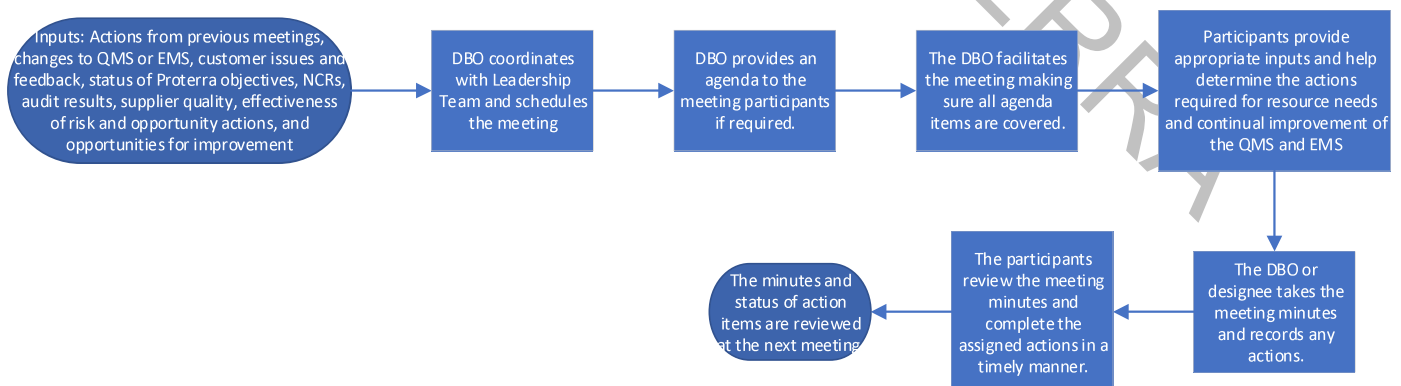 Inputs: Actions from previous meetings,
changes to QMS or EMS, customer issues and
feedback, status of Proterra objectives, NCRs,
audit results, supplier quality, effectiveness
of risk and opportunity actions, and
opportunities for improvement
DBO coordinates
with Leadership
Team and schedules
the meeting
DBO provides an
agenda to the
meeting participants
if required.
The DBO facilitates
the meeting making
sure all agenda
items are covered.
Participants provide
appropriate inputs and help
determine the actions
required for resource needs
and continual improvement of
the QMS and EMS
The DBO or
designee takes the
meeting minutes
and records any
actions.
The participants
review the meeting
minutes and
complete the
assigned actions in a
timely manner.
The minutes and
status of action
items are reviewed
at the next meeting